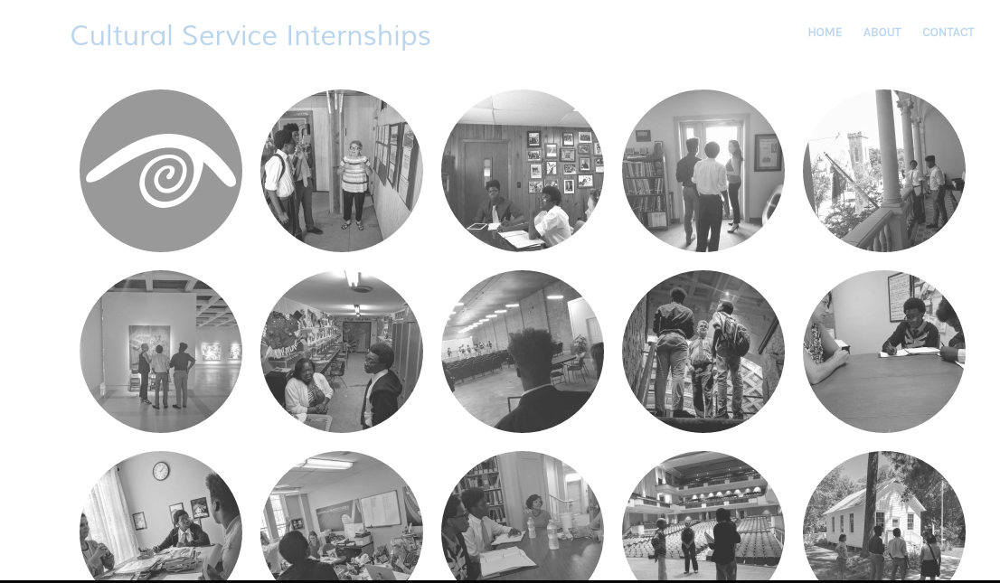 Cultural Service Internships
HOME ABOUT CONTACT